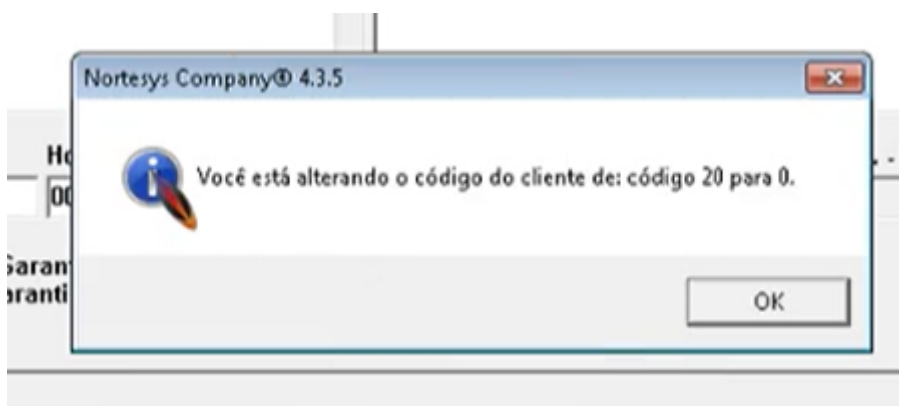 Nortesys Company® 4.3.5
Você está alterando o código do cliente de: código 20 para 0.
OK